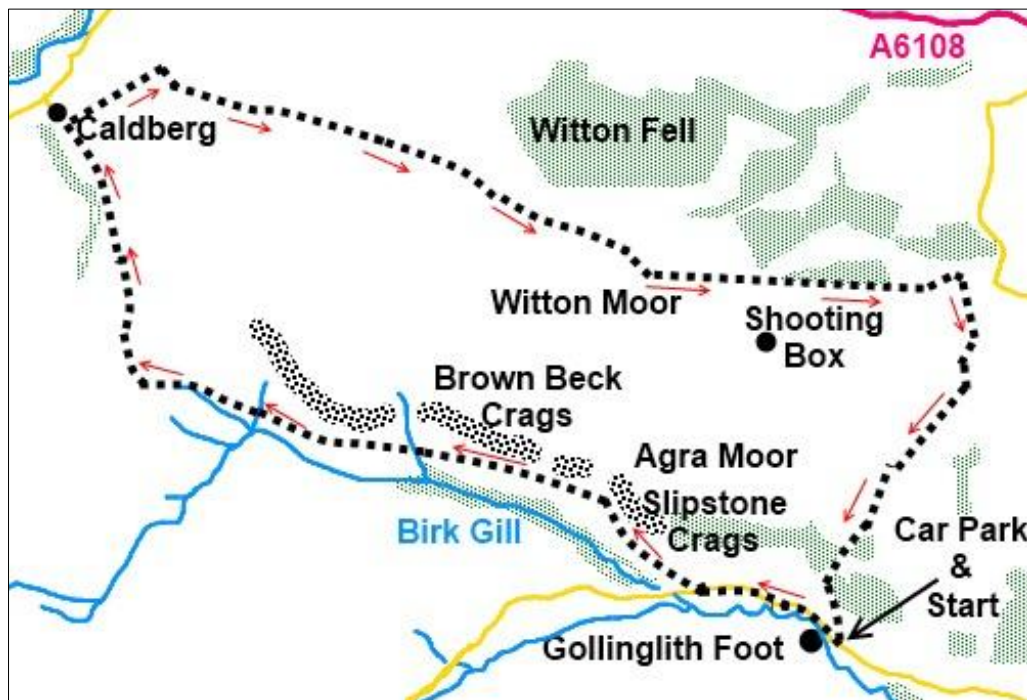 A6108
Caldberg
Witton Fell
Witton Moor
Shooting
Box
Brown Beck
Crags
Agra Moor
Slipstone
Crags
Birk Gill
Car Park
&
Start
Gollinglith Foot